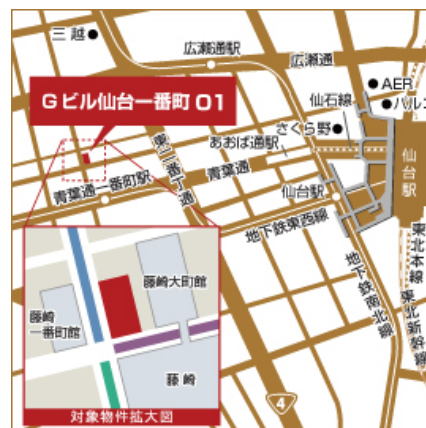 三越
広瀬通駅
広瀬通
AER
パルコ
仙石線
さくら野
Gビル仙台一番町 01
あおば通駅
東二番丁通
青葉通
仙台駅
仙台駅
青葉通一番町駅
地下鉄東西線
地下鉄南北線
東北本線
東北新幹線
藤崎大町館
藤崎
一番町館
藤崎
4
対象物件拡大図